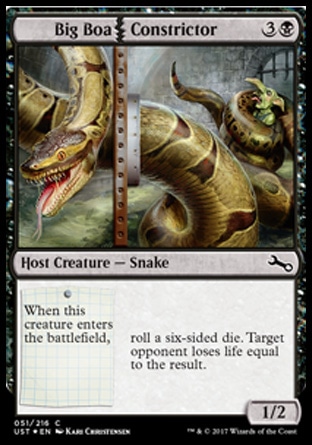 Big Boa Constrictor 3
Host Creature — Snake
When this
creature enters
the battlefield,
roll a six-sided die. Target
opponent loses life equal
to the result.
1/2
051/216 C
UST ★ EN Kari Christensen
™ & © 2017 Wizards of the Coast